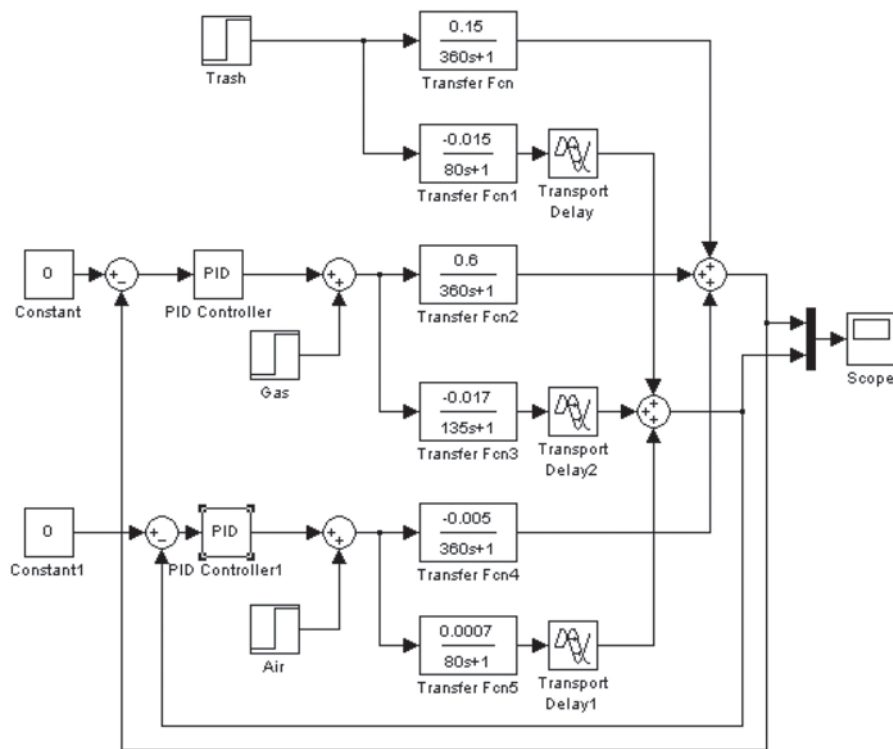 0.15
360s+1
Trash
Transfer Fcn
-0.015
80s+1
Transfer Fcn1
Transport
Delay
0
PID
0.6
360s+1
Constant
PID Controller
Transfer Fcn2
Scope
Gas
-0.017
135s+1
Transfer Fcn3
Transport
Delay2
0
PID
-0.005
360s+1
Constant1
PID Controller1
Transfer Fcn4
Air
0.0007
80s+1
Transfer Fcn5
Transport
Delay1